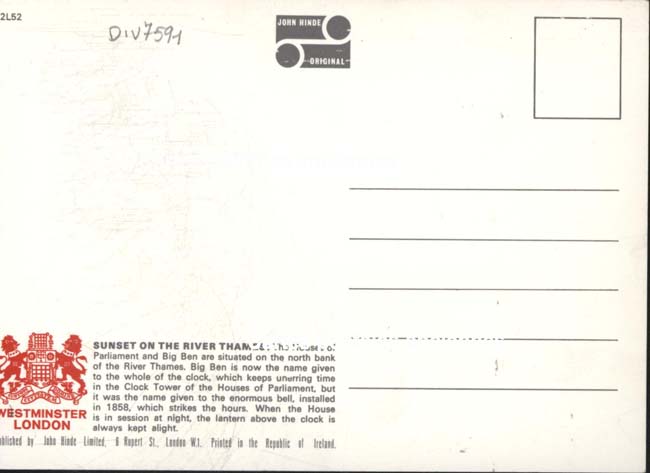 2L52
DIV7591
JOHN HINDE
ORIGINAL
SUNSET ON THE RIVER THAMES: The Houses of
Parliament and Big Ben are situated on the north bank
of the River Thames. Big Ben is now the name given
to the whole of the clock, which keeps unerring time
in the Clock Tower of the Houses of Parliament, but
it was the name given to the enormous bell, installed
in 1858, which strikes the hours. When the House
is in session at night, the lantern above the clock is
always kept alight.
WESTMINSTER
LONDON
ublished by John Hinde Limited, 6 Rupert St., London W.1. Printed in the Republic of Ireland.